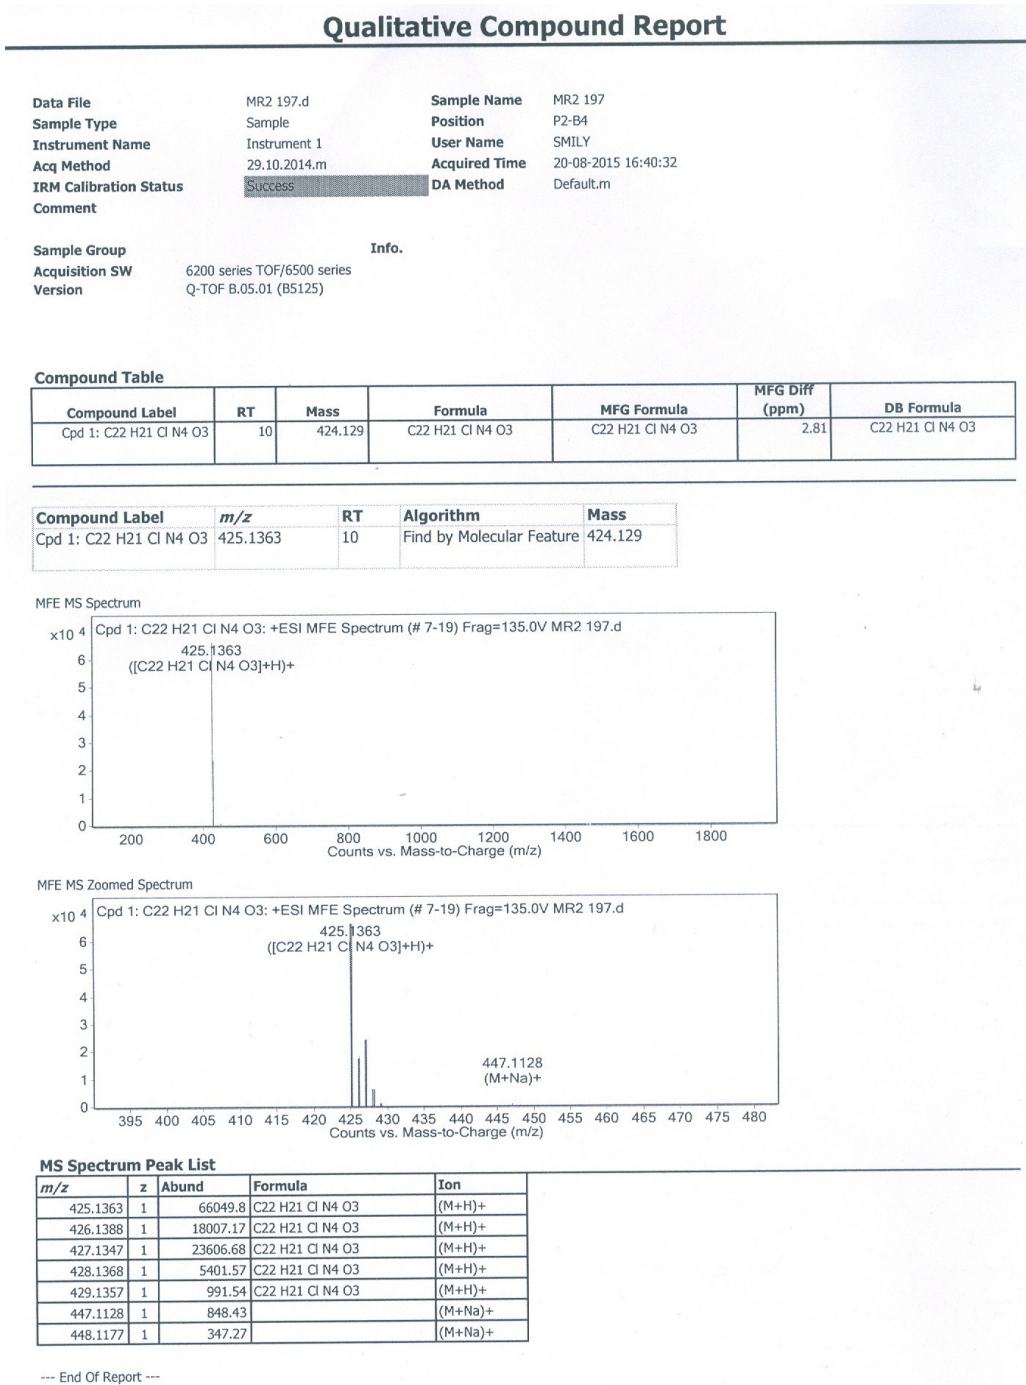 Qualitative Compound Report
Data File MR2 197.d Sample Name MR2 197
Sample Type Sample Position P2-B4
Instrument Name Instrument 1 User Name SMILY
Acq Method 29.10.2014.m Acquired Time 20-08-2015 16:40:32
IRM Calibration Status Success DA Method Default.m
Comment
Sample Group Info.
Acquisition SW 6200 series TOF/6500 series
Version Q-TOF B.05.01 (B5125)
Compound Table
MFG Diff
Compound Label RT Mass Formula MFG Formula (ppm) DB Formula
Cpd 1: C22 H21 Cl N4 O3 10 424.129 C22 H21 Cl N4 O3 C22 H21 Cl N4 O3 2.81 C22 H21 Cl N4 O3
Compound Label m/z RT Algorithm Mass
Cpd 1: C22 H21 Cl N4 O3 425.1363 10 Find by Molecular Feature 424.129
MFE MS Spectrum
x10 4 Cpd 1: C22 H21 Cl N4 O3: +ESI MFE Spectrum (# 7-19) Frag=135.0V MR2 197.d
425.1363
6 ([C22 H21 Cl N4 O3]+H)+
5
4
3
2
1
0
200 400 600 800 1000 1200 1400 1600 1800
Counts vs. Mass-to-Charge (m/z)
MFE MS Zoomed Spectrum
x10 4 Cpd 1: C22 H21 Cl N4 O3: +ESI MFE Spectrum (# 7-19) Frag=135.0V MR2 197.d
425.1363
6 ([C22 H21 Cl N4 O3]+H)+
5
4
3
2 447.1128
1 (M+Na)+
0
395 400 405 410 415 420 425 430 435 440 445 450 455 460 465 470 475 480
Counts vs. Mass-to-Charge (m/z)
MS Spectrum Peak List
m/z z Abund Formula Ion
425.1363 1 66049.8 C22 H21 Cl N4 O3 (M+H)+
426.1388 1 18007.17 C22 H21 Cl N4 O3 (M+H)+
427.1347 1 23606.68 C22 H21 Cl N4 O3 (M+H)+
428.1368 1 5401.57 C22 H21 Cl N4 O3 (M+H)+
429.1357 1 991.54 C22 H21 Cl N4 O3 (M+H)+
447.1128 1 848.43 (M+Na)+
448.1177 1 347.27 (M+Na)+
--- End Of Report ---